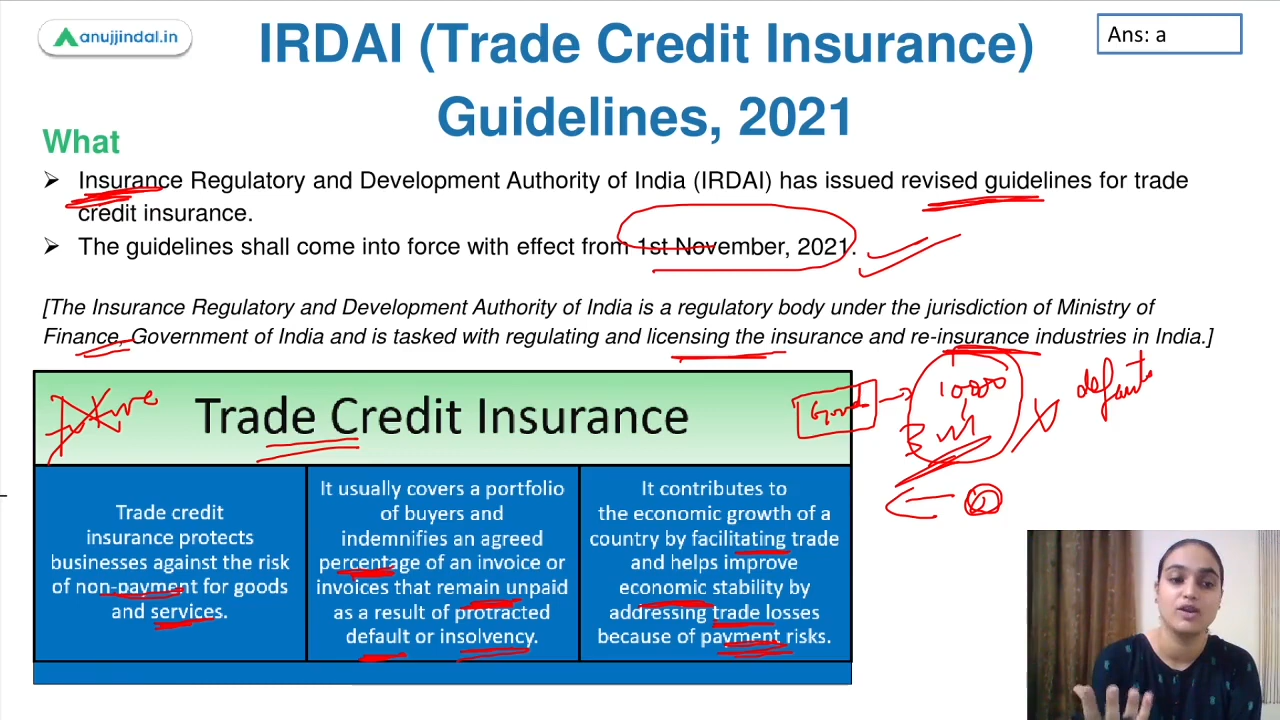 anujjindal.in
IRDAI (Trade Credit Insurance)
Guidelines, 2021
Ans: a
What
➢ Insurance Regulatory and Development Authority of India (IRDAI) has issued revised guidelines for trade
credit insurance.
➢ The guidelines shall come into force with effect from 1st November, 2021.
[The Insurance Regulatory and Development Authority of India is a regulatory body under the jurisdiction of Ministry of
Finance, Government of India and is tasked with regulating and licensing the insurance and re-insurance industries in India.]
Trade Credit Insurance
Trade credit
insurance protects
businesses against the risk
of non-payment for goods
and services.
It usually covers a portfolio
of buyers and
indemnifies an agreed
percentage of an invoice or
invoices that remain unpaid
as a result of protracted
default or insolvency.
It contributes to
the economic growth of a
country by facilitating trade
and helps improve
economic stability by
addressing trade losses
because of payment risks.
10000